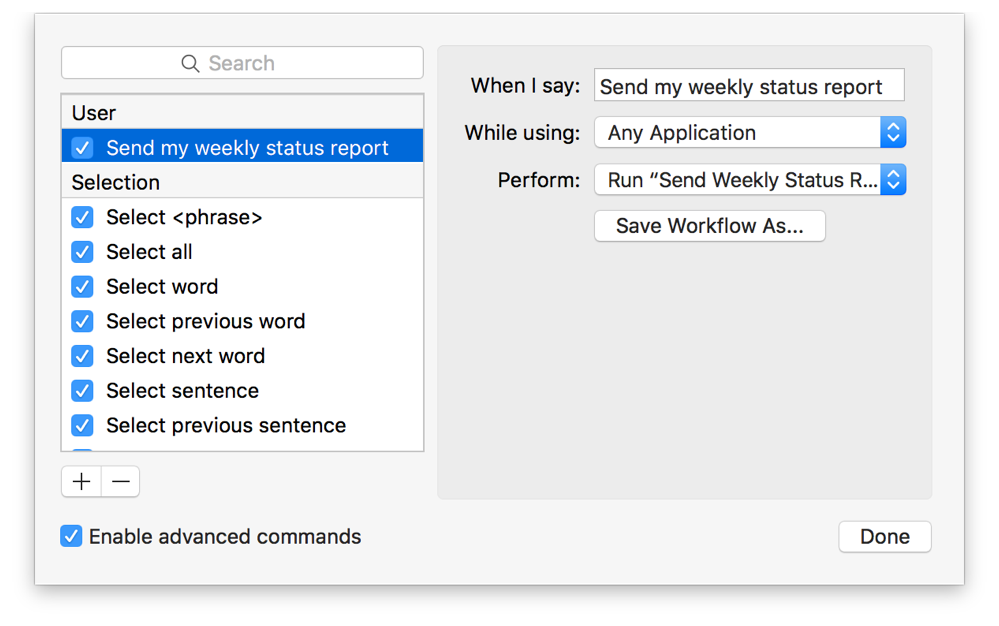 Search
User
Send my weekly status report
Selection
Select <phrase>
Select all
Select word
Select previous word
Select next word
Select sentence
Select previous sentence
Enable advanced commands
When I say: Send my weekly status report
While using: Any Application
Perform: Run “Send Weekly Status R...
Save Workflow As...
Done